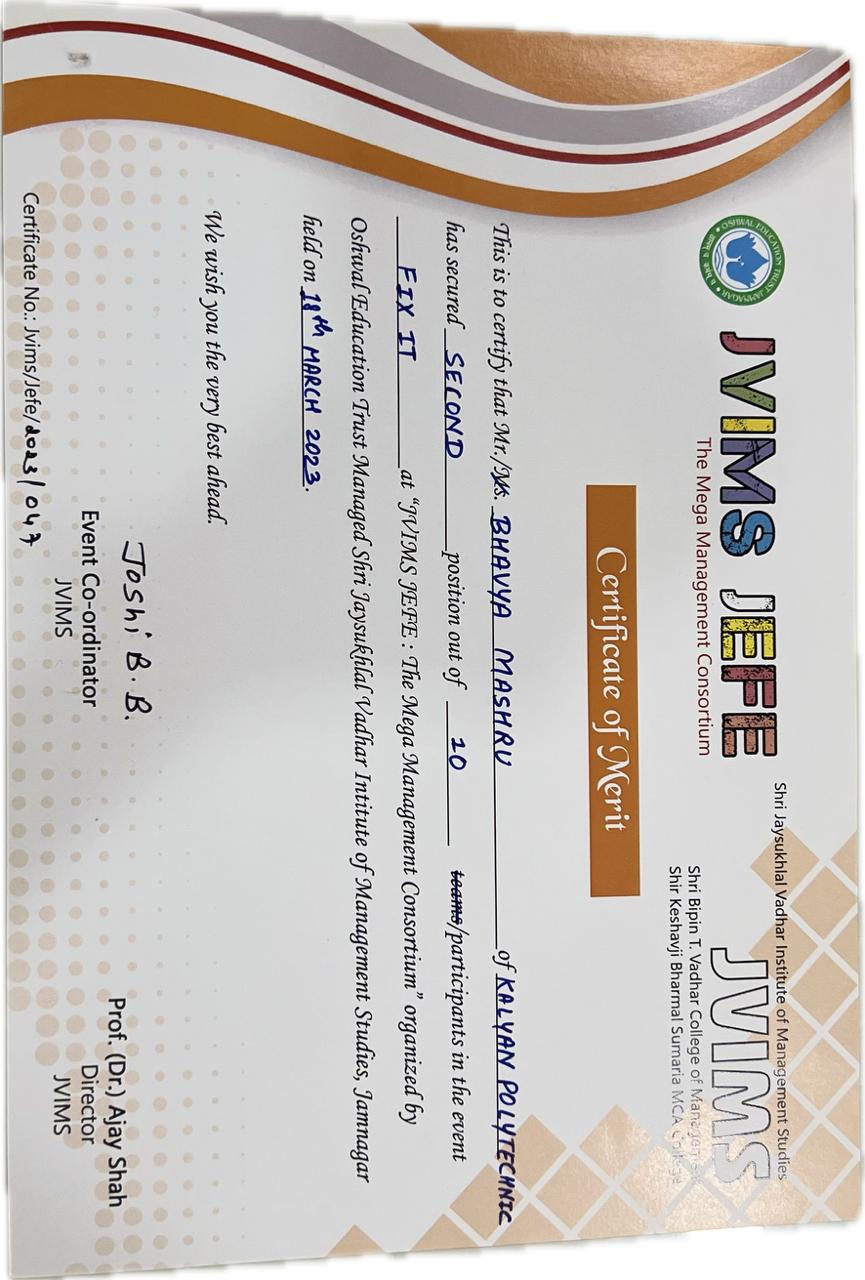 OSHWAL EDUCATION TRUST JAMNAGAR
JVIMS JEFE
The Mega Management Consortium
Shri Jaysukhlal Vadhar Institute of Management Studies
JVIMS
Shri Bipin T. Vadhar College of Management
Shir Keshavji Bharmal Sumaria MCA College
Certificate of Merit
This is to certify that Mr./Ms. BHAVYA MASHRU of KALYAN POLYTECHNIC
has secured SECOND position out of 10 teams/participants in the event
FIX IT at "JVIMS JEFE : The Mega Management Consortium" organized by
Oshwal Education Trust Managed Shri Jaysukhlal Vadhar Intitute of Management Studies, Jamnagar
held on 18th MARCH 2023.
We wish you the very best ahead.
Joshi B. B.
Event Co-ordinator
JVIMS
Prof. (Dr.) Ajay Shah
Director
JVIMS
Certificate No.: Jvims/Jefe/2023/047